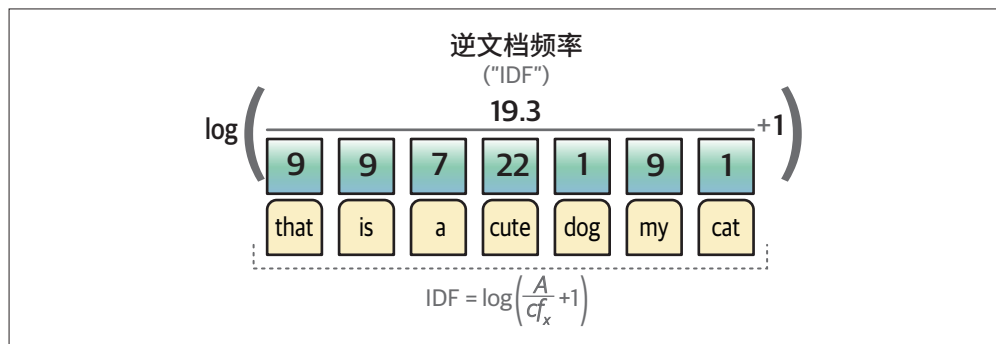 逆文档频率
("IDF")
log ( 19.3 +1 )
9 9 7 22 1 9 1
that is a cute dog my cat
IDF = log(A/cfₓ +1)